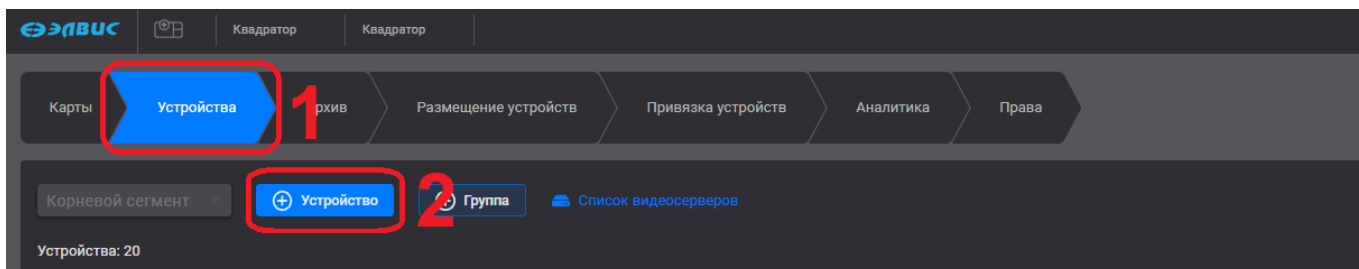 ЭЛВИС Квадратор Квадратор
Карты Устройства 1 Архив Размещение устройств Привязка устройств Аналитика Права
Корневой сегмент Устройство 2 Группа Список видеосерверов
Устройства: 20